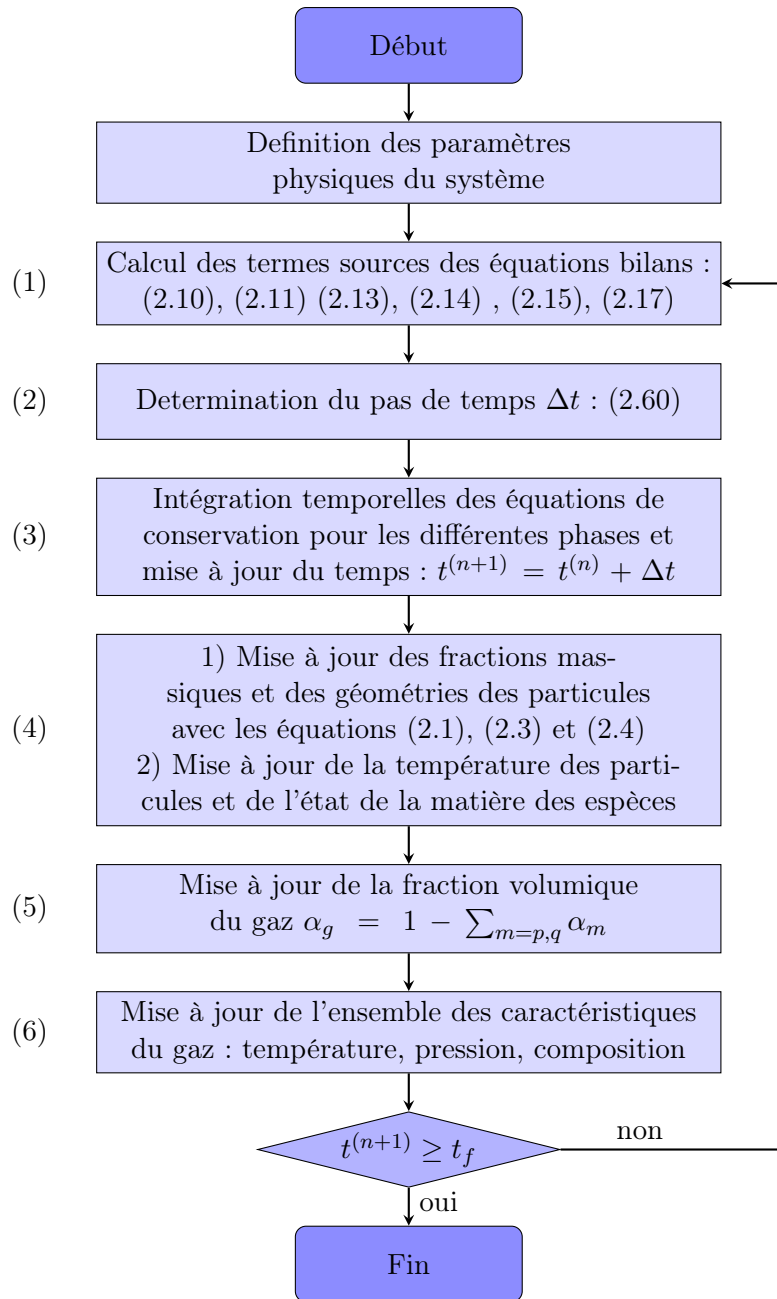 Début
Definition des paramètres
physiques du système
(1)
Calcul des termes sources des équations bilans :
(2.10), (2.11) (2.13), (2.14) , (2.15), (2.17)
(2)
Determination du pas de temps Δt : (2.60)
(3)
Intégration temporelles des équations de
conservation pour les différentes phases et
mise à jour du temps : t^{(n+1)} = t^{(n)} + Δt
(4)
1) Mise à jour des fractions mas-
siques et des géométries des particules
avec les équations (2.1), (2.3) et (2.4)
2) Mise à jour de la température des parti-
cules et de l'état de la matière des espèces
(5)
Mise à jour de la fraction volumique
du gaz α_g = 1 − ∑_{m=p,q} α_m
(6)
Mise à jour de l'ensemble des caractéristiques
du gaz : température, pression, composition
t^{(n+1)} ≥ t_f
non
oui
Fin